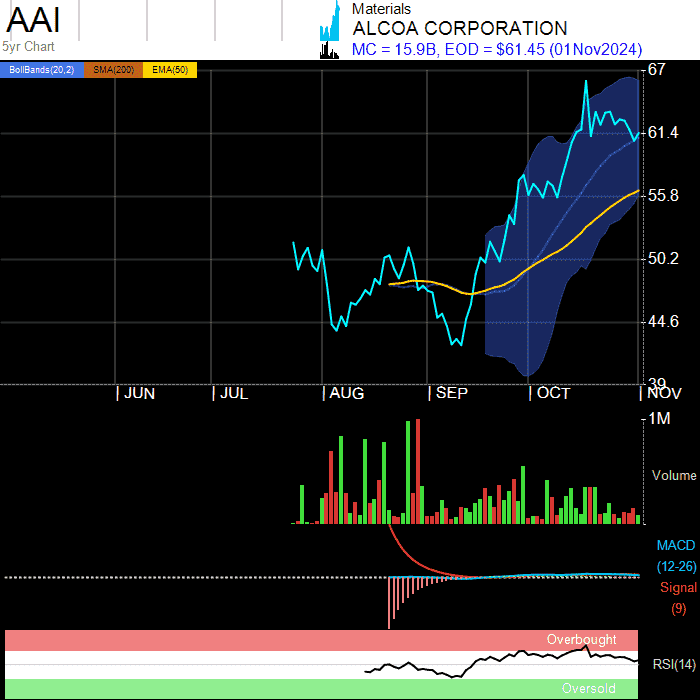 AAI
5yr Chart
Materials
ALCOA CORPORATION
MC = 15.9B, EOD = $61.45 (01Nov2024)
BollBands(20,2) SMA(200) EMA(50)
67
61.4
55.8
50.2
44.6
39
JUN JUL AUG SEP OCT NOV
1M
Volume
MACD
(12-26)
Signal
(9)
Overbought
RSI(14)
Oversold